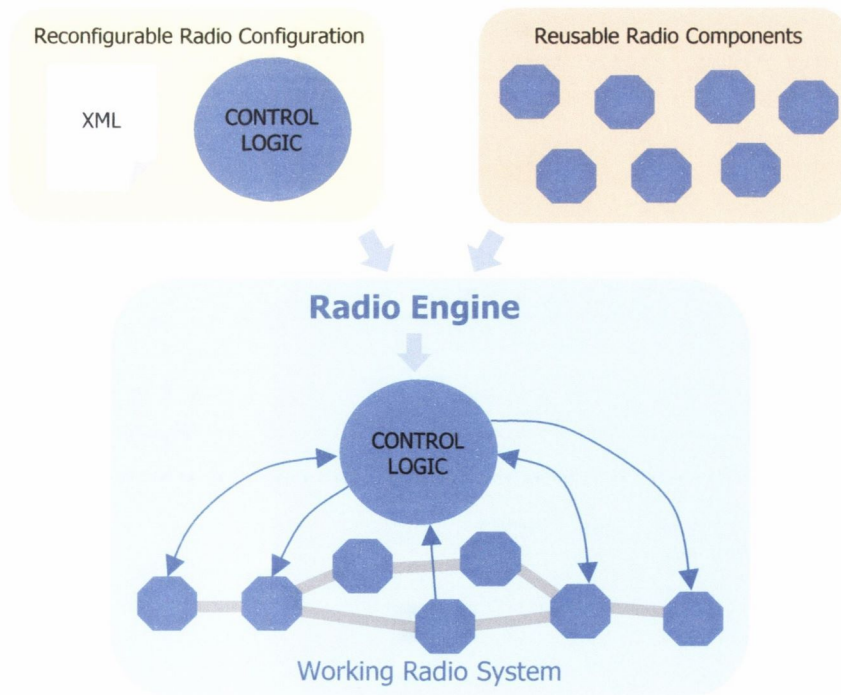 Reconfigurable Radio Configuration
XML
CONTROL
LOGIC
Reusable Radio Components
Radio Engine
CONTROL
LOGIC
Working Radio System